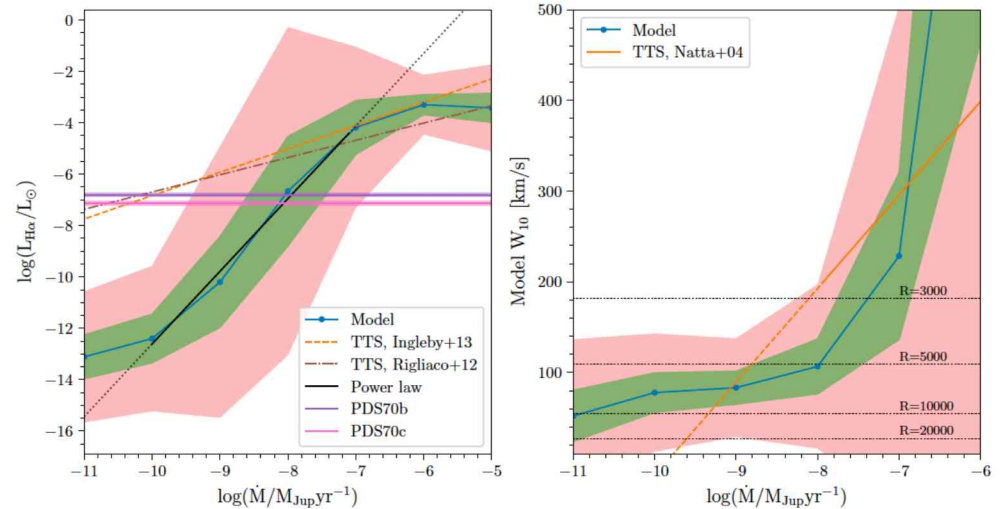 0
−2
−4
−6
−8
−10
−12
−14
−16
log(L_Hα/L_⊙)
Model
TTS, Ingleby+13
TTS, Rigliaco+12
Power law
PDS70b
PDS70c
−11 −10 −9 −8 −7 −6 −5
log(Ṁ/M_Jup yr⁻¹)
500
400
300
200
100
Model W₁₀ [km/s]
Model
TTS, Natta+04
R=3000
R=5000
R=10000
R=20000
−11 −10 −9 −8 −7 −6
log(Ṁ/M_Jup yr⁻¹)